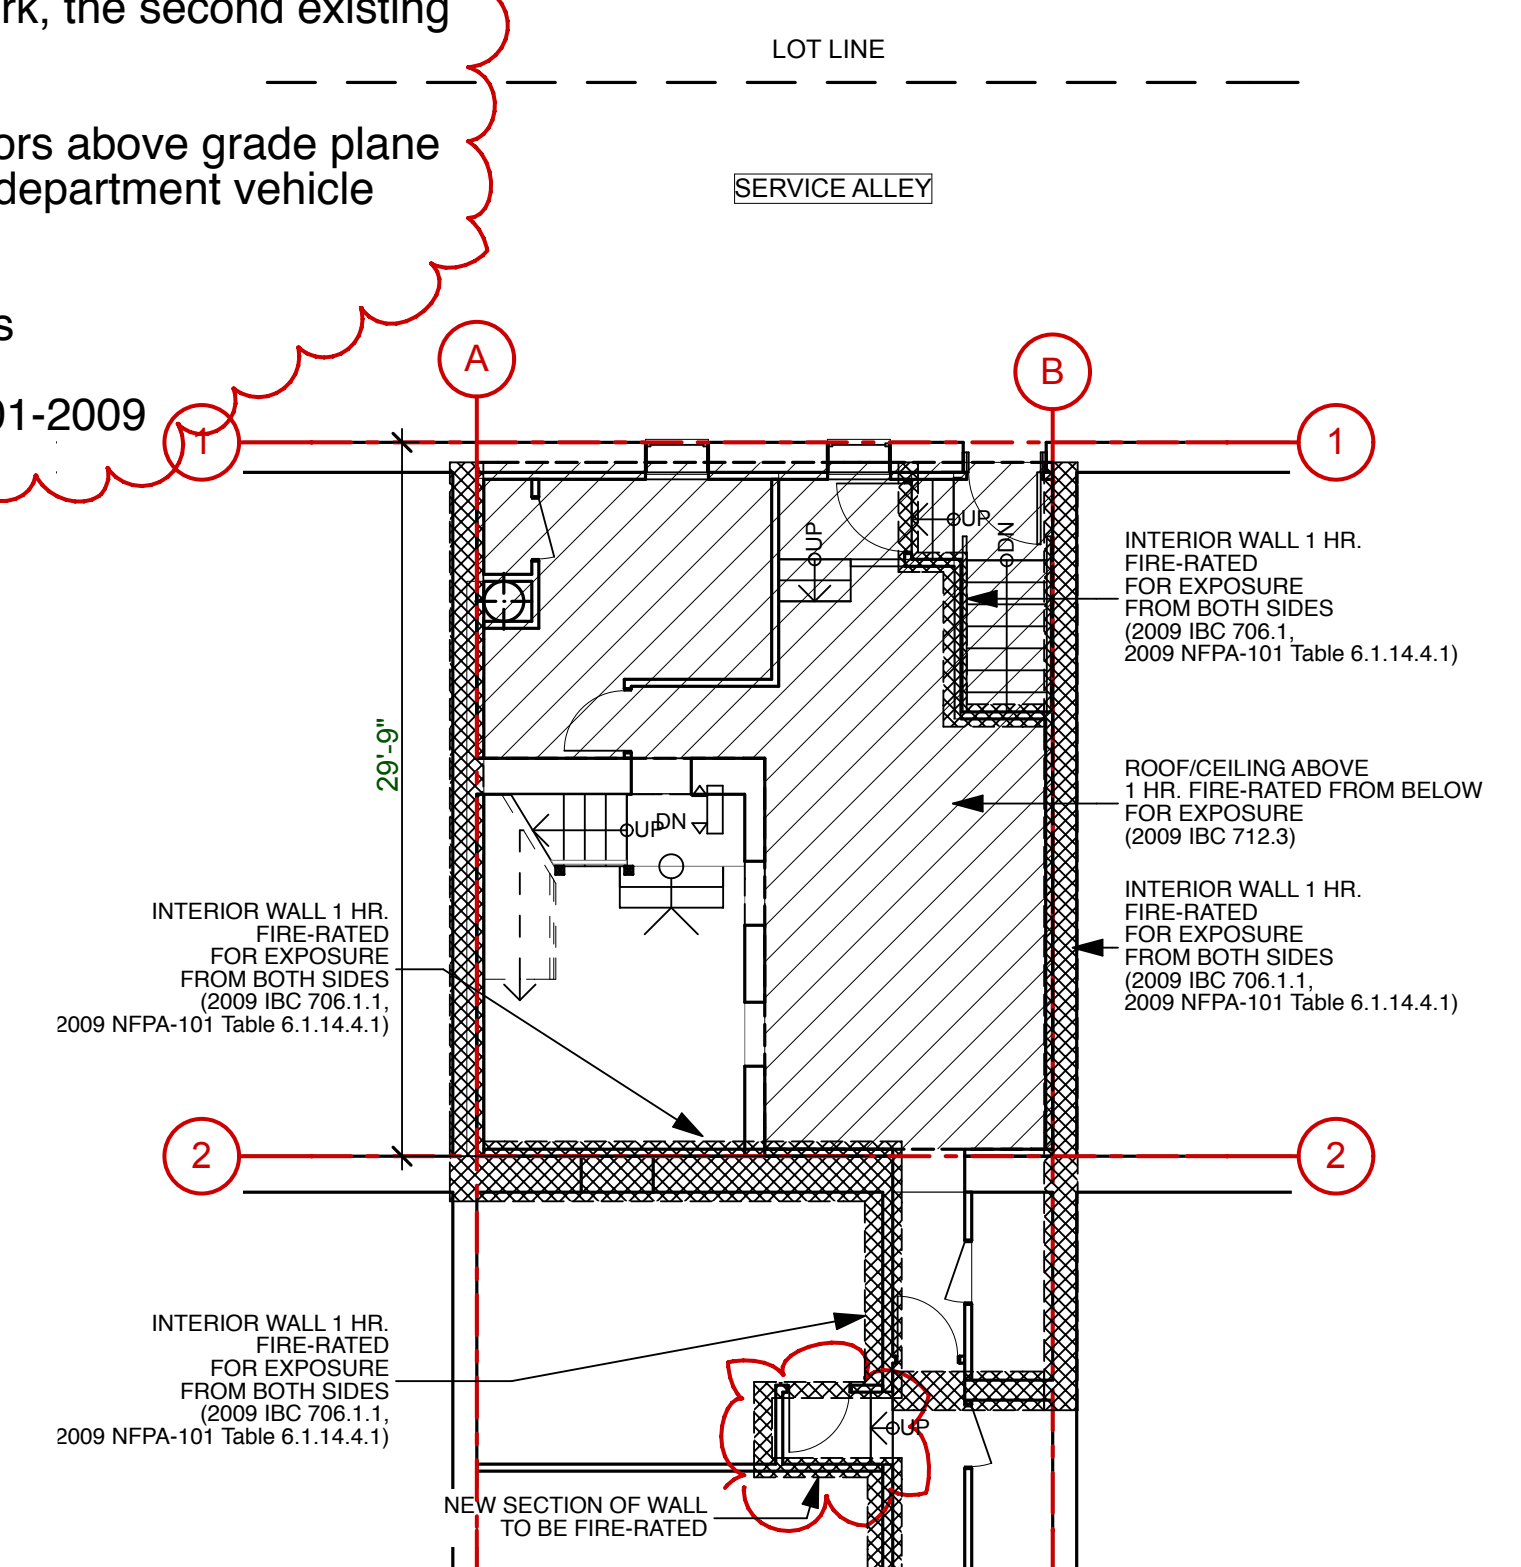 rk, the second existing
LOT LINE
ors above grade plane
department vehicle
SERVICE ALLEY
s
01-2009
A
B
1
1
UP
UP
DN
INTERIOR WALL 1 HR.
FIRE-RATED
FOR EXPOSURE
FROM BOTH SIDES
(2009 IBC 706.1,
2009 NFPA-101 Table 6.1.14.4.1)
29'-9"
ROOF/CEILING ABOVE
1 HR. FIRE-RATED FROM BELOW
FOR EXPOSURE
(2009 IBC 712.3)
UP
DN
INTERIOR WALL 1 HR.
FIRE-RATED
FOR EXPOSURE
FROM BOTH SIDES
(2009 IBC 706.1.1,
2009 NFPA-101 Table 6.1.14.4.1)
INTERIOR WALL 1 HR.
FIRE-RATED
FOR EXPOSURE
FROM BOTH SIDES
(2009 IBC 706.1.1,
2009 NFPA-101 Table 6.1.14.4.1)
2
2
INTERIOR WALL 1 HR.
FIRE-RATED
FOR EXPOSURE
FROM BOTH SIDES
(2009 IBC 706.1.1,
2009 NFPA-101 Table 6.1.14.4.1)
UP
NEW SECTION OF WALL
TO BE FIRE-RATED